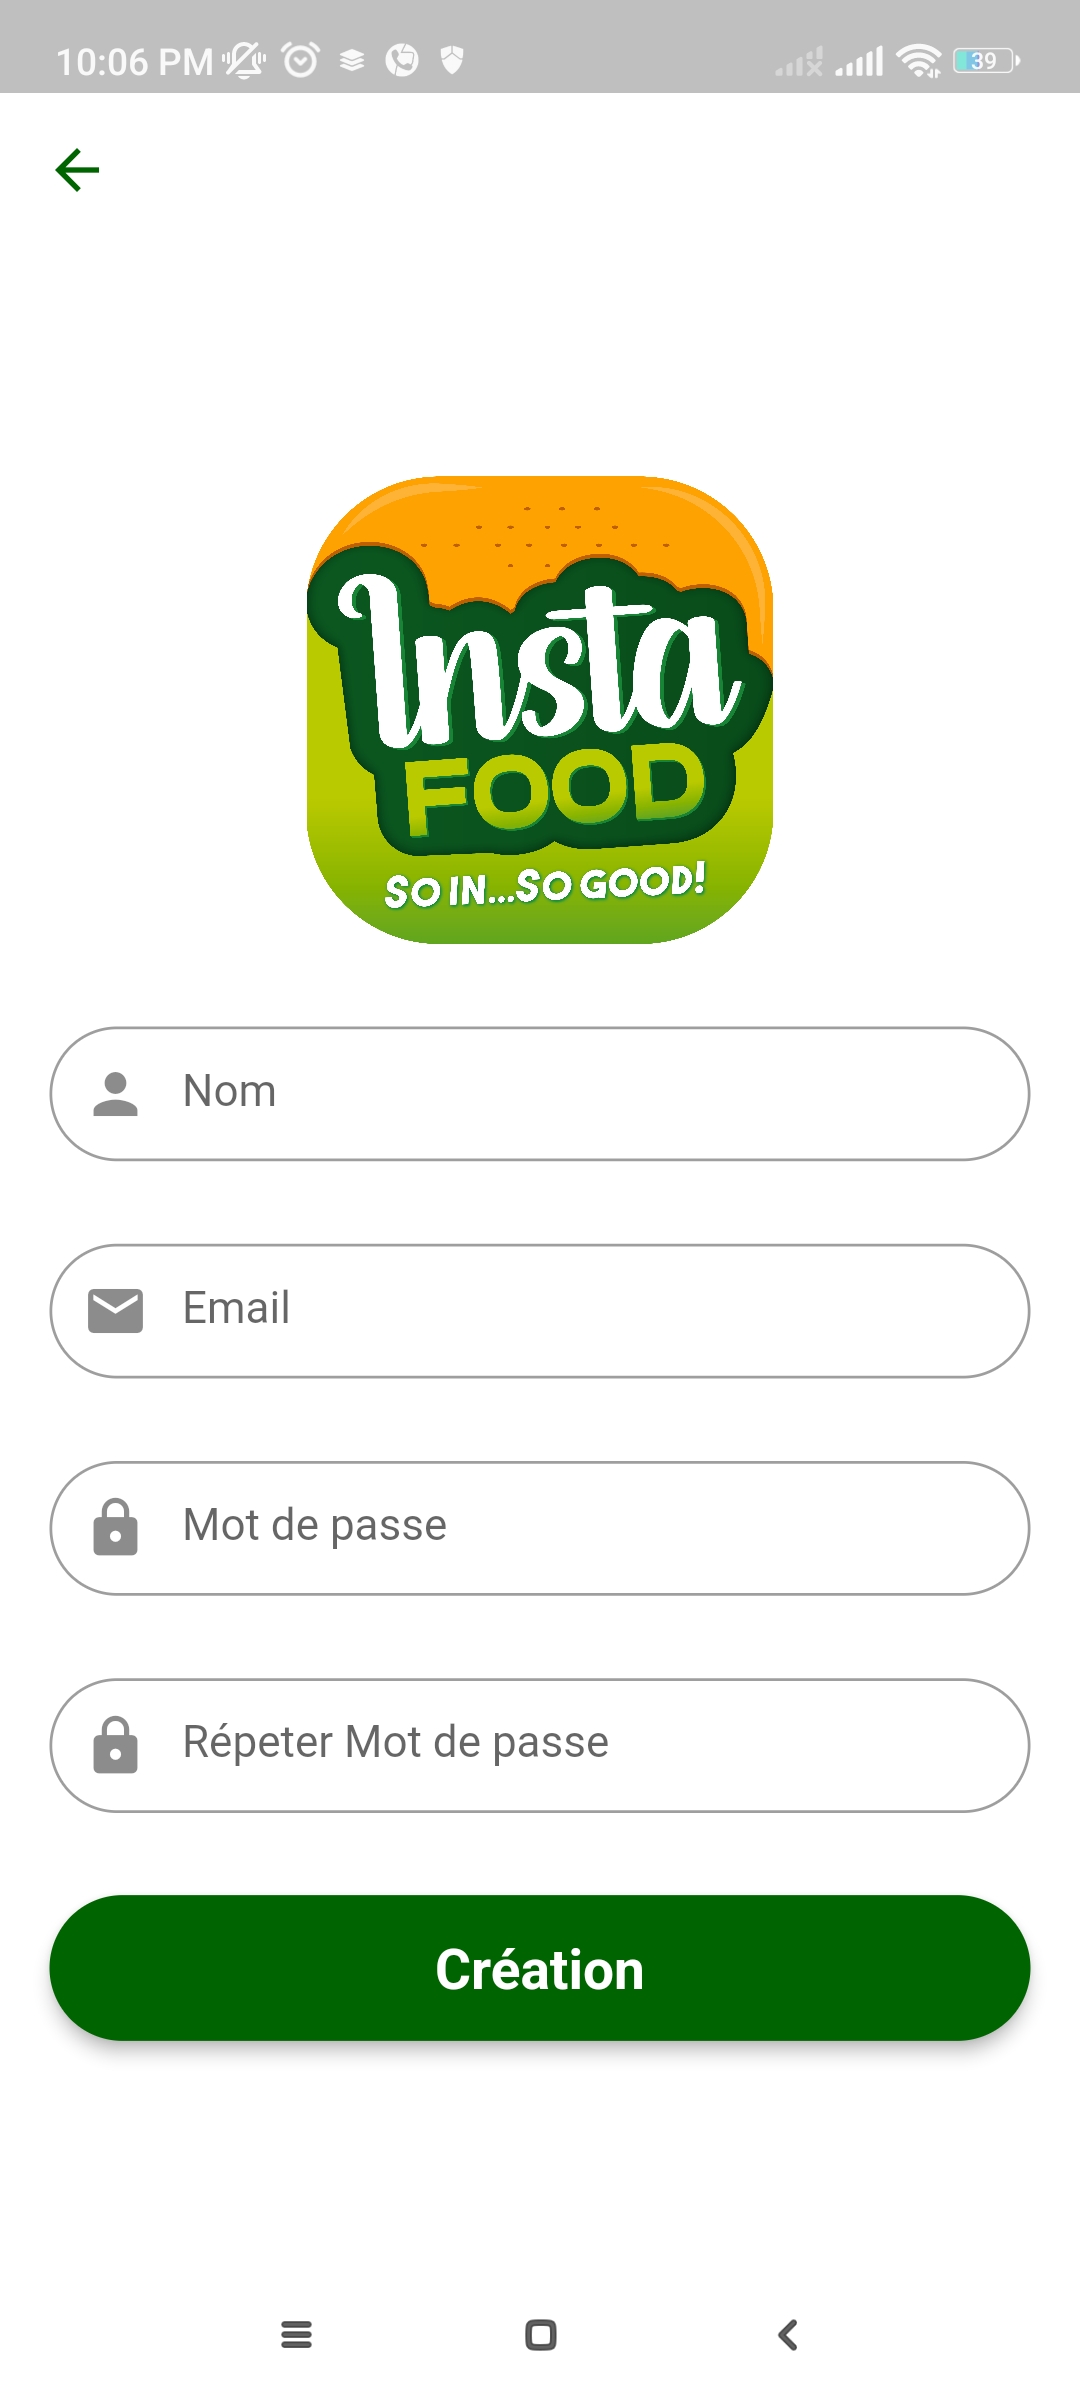 10:06 PM
39
Insta
FOOD
SO IN...SO GOOD!
Nom
Email
Mot de passe
Répeter Mot de passe
Création